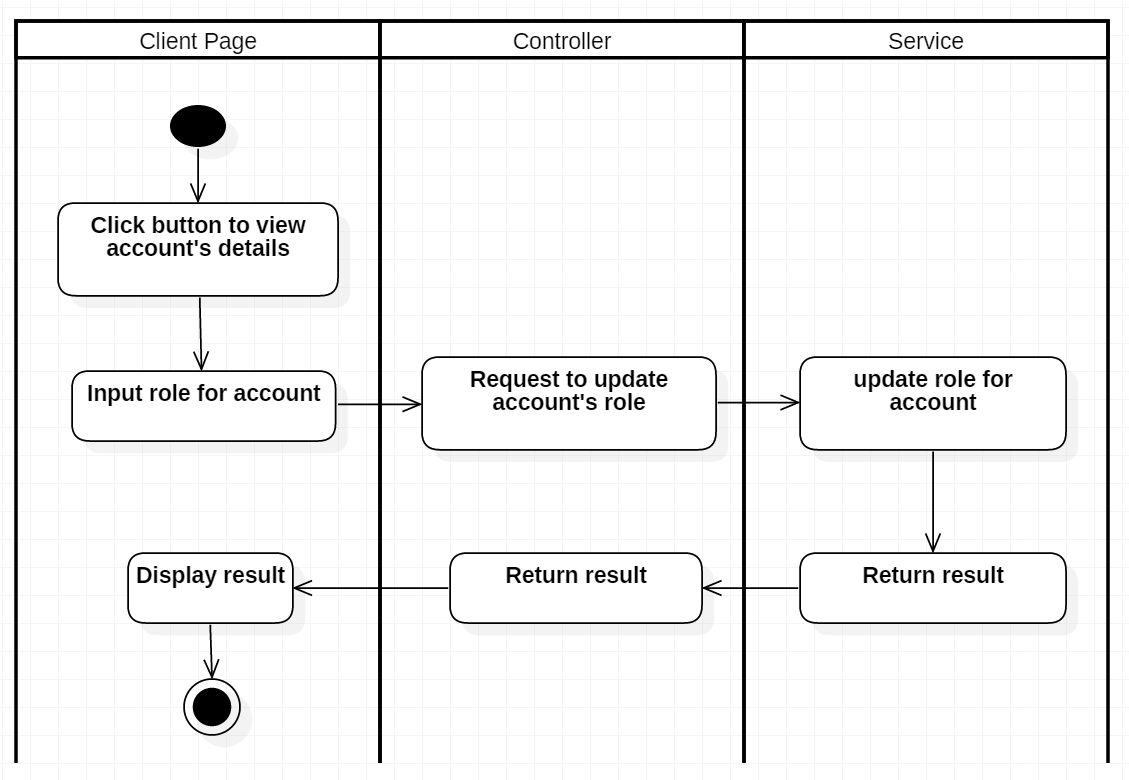 Client Page
Controller
Service
Click button to view
account's details
Input role for account
Request to update
account's role
update role for
account
Display result
Return result
Return result